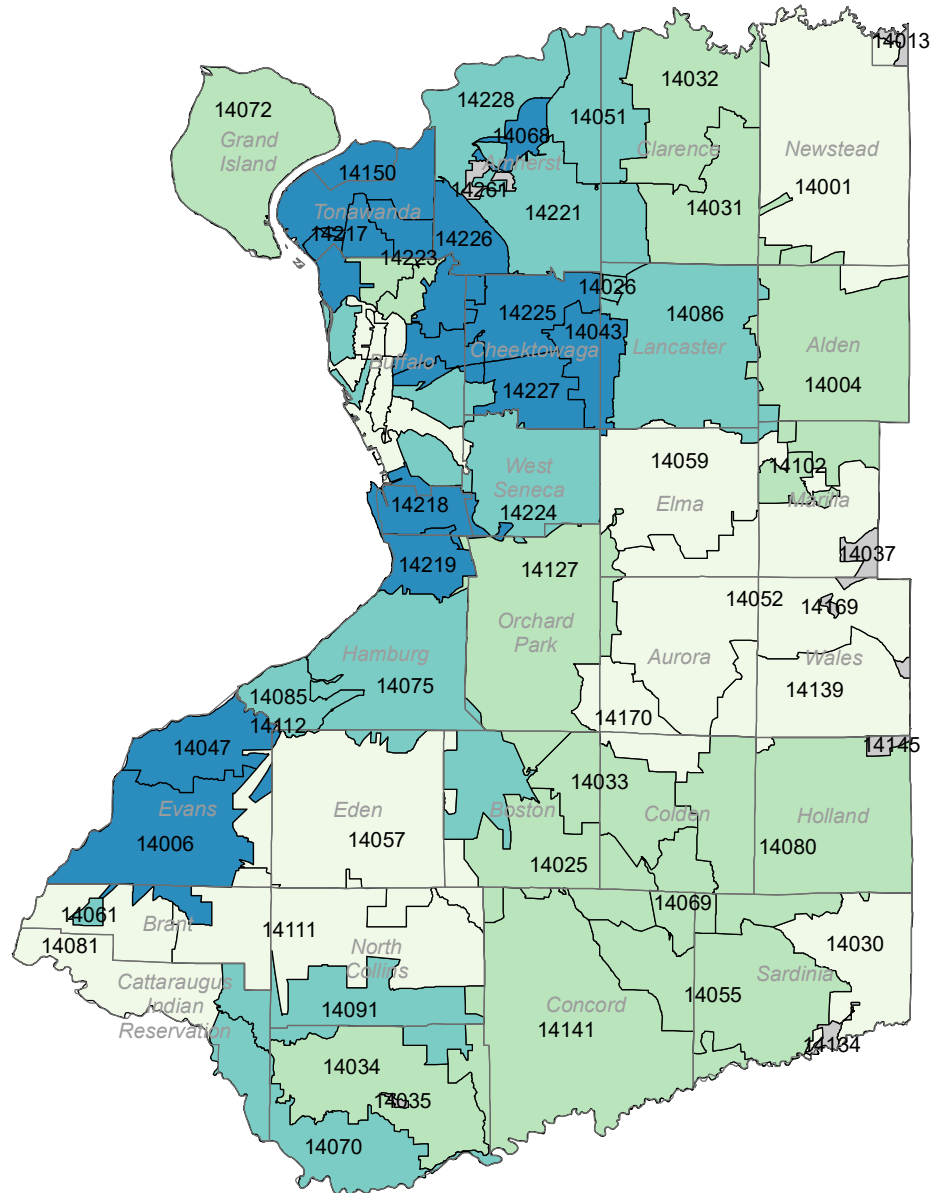 14013
14032
14228
14072
14051
14068
Grand
Island
Clarence
Newstead
Amherst
14150
14001
14261
14031
14221
Tonawanda
14217
14226
14223
14026
14225
14086
14043
Buffalo
Cheektowaga
Lancaster
Alden
14227
14004
14059
14102
West
Seneca
Elma
Marilla
14218
14224
14037
14219
14127
14052
14169
Orchard
Park
Hamburg
Aurora
Wales
14075
14085
14139
14112
14170
14047
14145
14033
Evans
Eden
Boston
Colden
Holland
14006
14057
14080
14025
14061
14069
Brant
14111
14081
North
Collins
14030
Cattaraugus
Indian
Reservation
Sardinia
14055
14091
Concord
14141
14134
14034
14035
14070